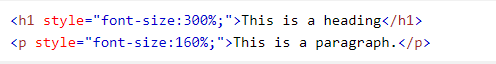 <h1 style="font-size:300%;">This is a heading</h1>
<p style="font-size:160%;">This is a paragraph.</p>